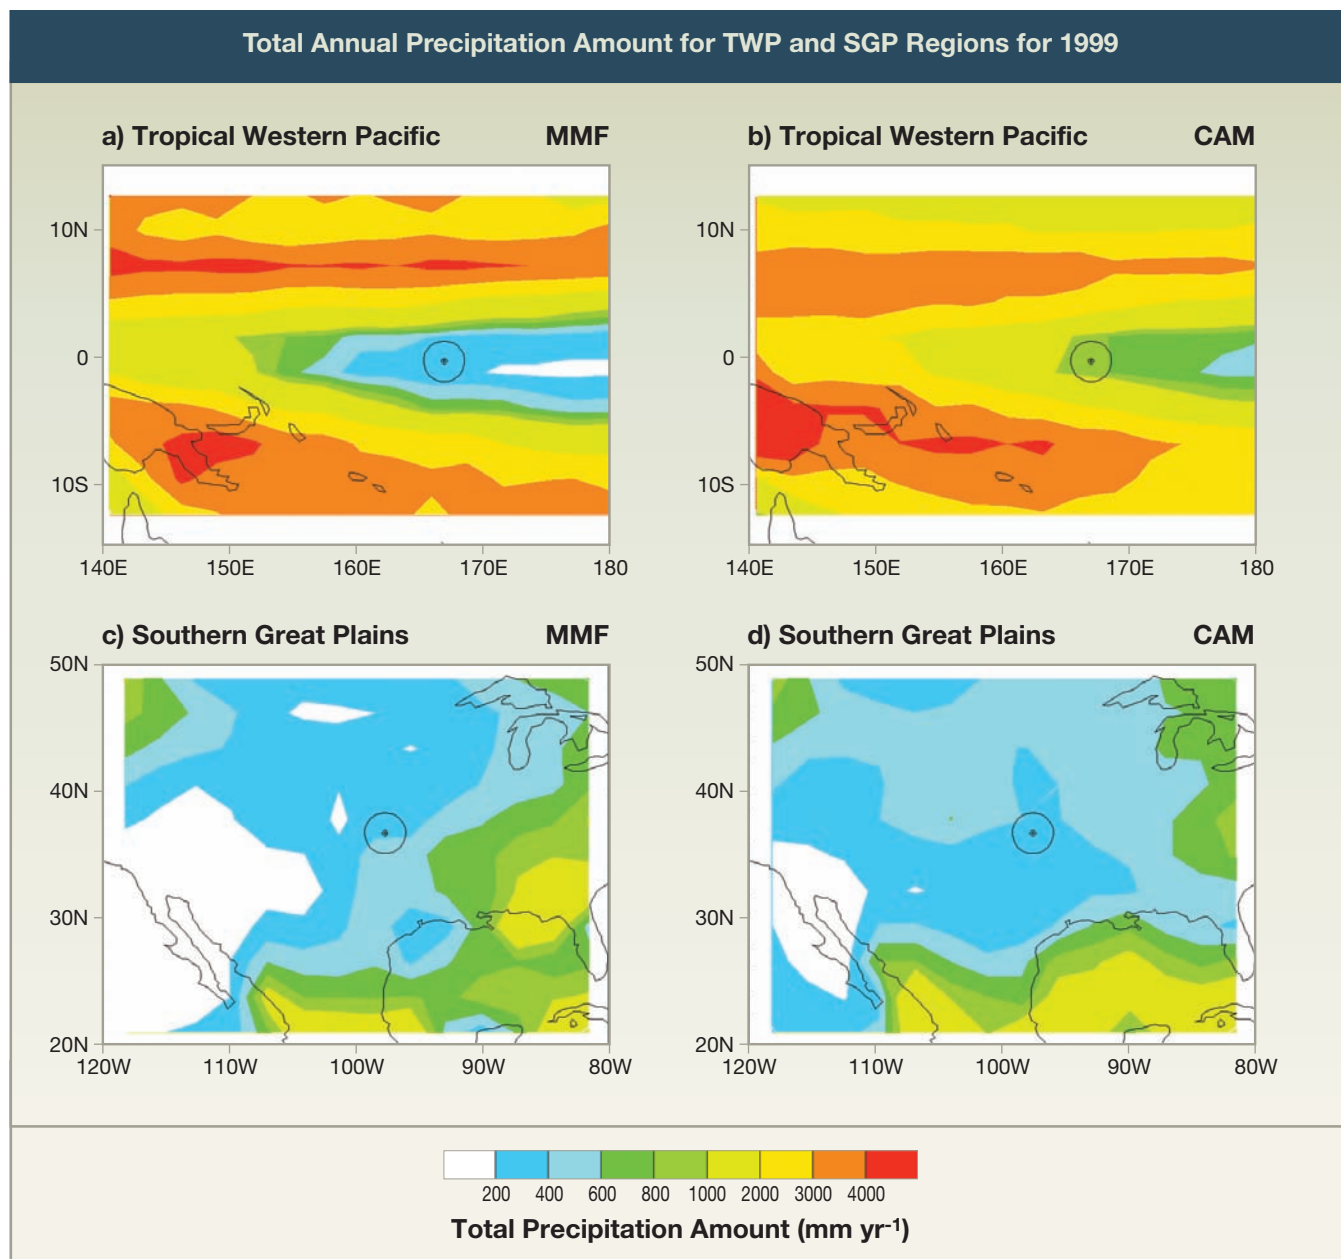 Total Annual Precipitation Amount for TWP and SGP Regions for 1999
a) Tropical Western Pacific MMF
10N
0
10S
140E 150E 160E 170E 180
b) Tropical Western Pacific CAM
10N
0
10S
140E 150E 160E 170E 180
c) Southern Great Plains MMF
50N
40N
30N
20N
120W 110W 100W 90W 80W
d) Southern Great Plains CAM
50N
40N
30N
20N
120W 110W 100W 90W 80W
200 400 600 800 1000 2000 3000 4000
Total Precipitation Amount (mm yr-1)